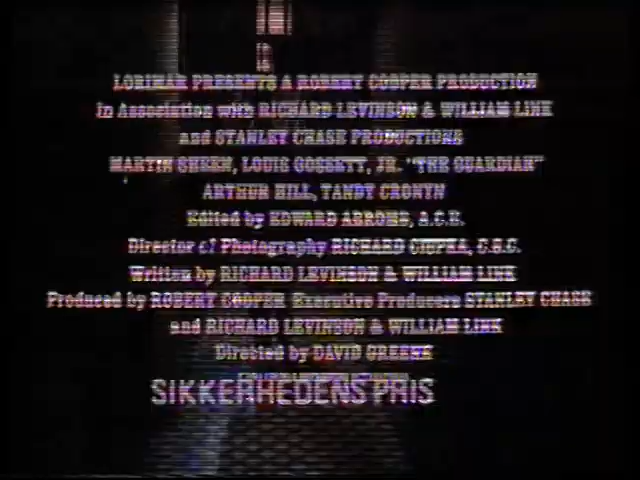 LORIMAR PRESENTS A ROBERT COOPER PRODUCTION
in Association with RICHARD LEVINSON & WILLIAM LINK
and STANLEY CHASE PRODUCTIONS
MARTIN SHEEN, LOUIS GOSSETT, JR. "THE GUARDIAN"
ARTHUR HILL, TANDY CRONYN
Edited by EDWARD ABROMS, A.C.E.
Director of Photography RICHARD CIUPKA, C.S.C.
Written by RICHARD LEVINSON & WILLIAM LINK
Produced by ROBERT COOPER Executive Producers STANLEY CHASE
and RICHARD LEVINSON & WILLIAM LINK
Directed by DAVID GREENE
SIKKERHEDENS PRIS